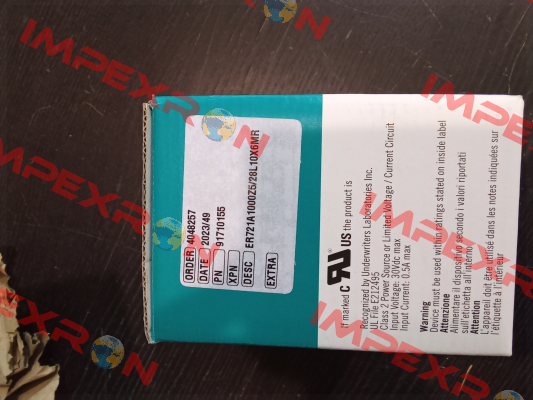 ORDER 4048257
DATE 2023/49
PN 91710155
XPN
DESC ER721A1000Z5/28L10X6MR
EXTRA
If marked C RU US the product is
Recognized by Underwriters Laboratories Inc.
UL File E212495
Class 2 Power Source or Limited Voltage / Current Circuit
Input Voltage: 30Vdc max
Input Current: 0.5A max
Warning
Device must be used within ratings stated on inside label
Attenzione
Alimentare il dispositivo secondo i valori riportati
sull'etichetta all'interno
Attention
L'appareil doit être utilisé dans les notes indiquées sur
l'étiquette à l'intérieur
IMPEXRON
IMPEXRON
IMPEXRON
IMPEXRON
IMPEXRON
IMPEXRON